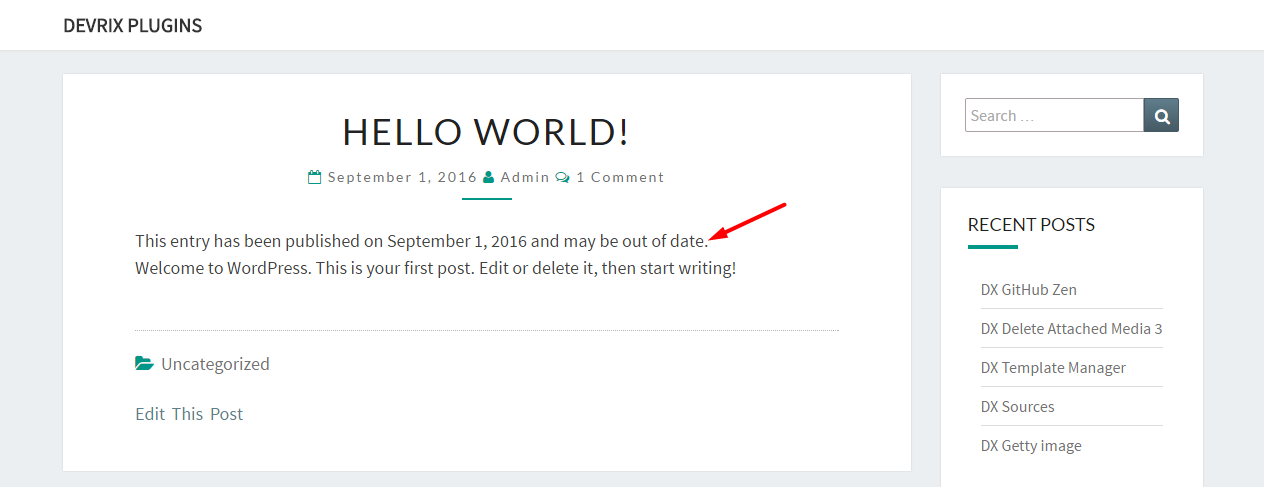 DEVRIX PLUGINS
HELLO WORLD!
September 1, 2016 Admin 1 Comment
This entry has been published on September 1, 2016 and may be out of date.
Welcome to WordPress. This is your first post. Edit or delete it, then start writing!
Uncategorized
Edit This Post
Search …
RECENT POSTS
DX GitHub Zen
DX Delete Attached Media 3
DX Template Manager
DX Sources
DX Getty image